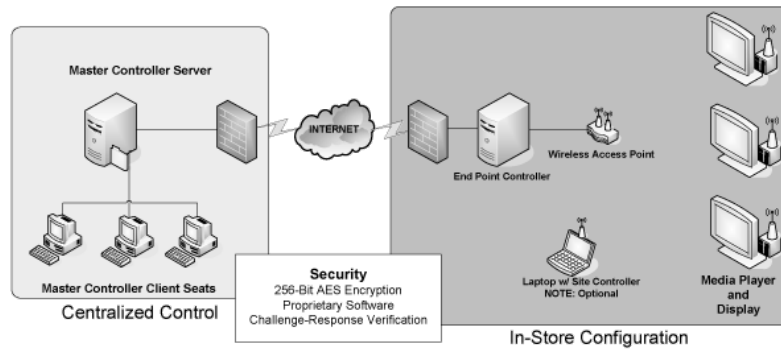 Master Controller Server
Master Controller Client Seats
Centralized Control
INTERNET
Security
256-Bit AES Encryption
Proprietary Software
Challenge-Response Verification
End Point Controller
Wireless Access Point
Laptop w/ Site Controller
NOTE: Optional
Media Player
and
Display
In-Store Configuration